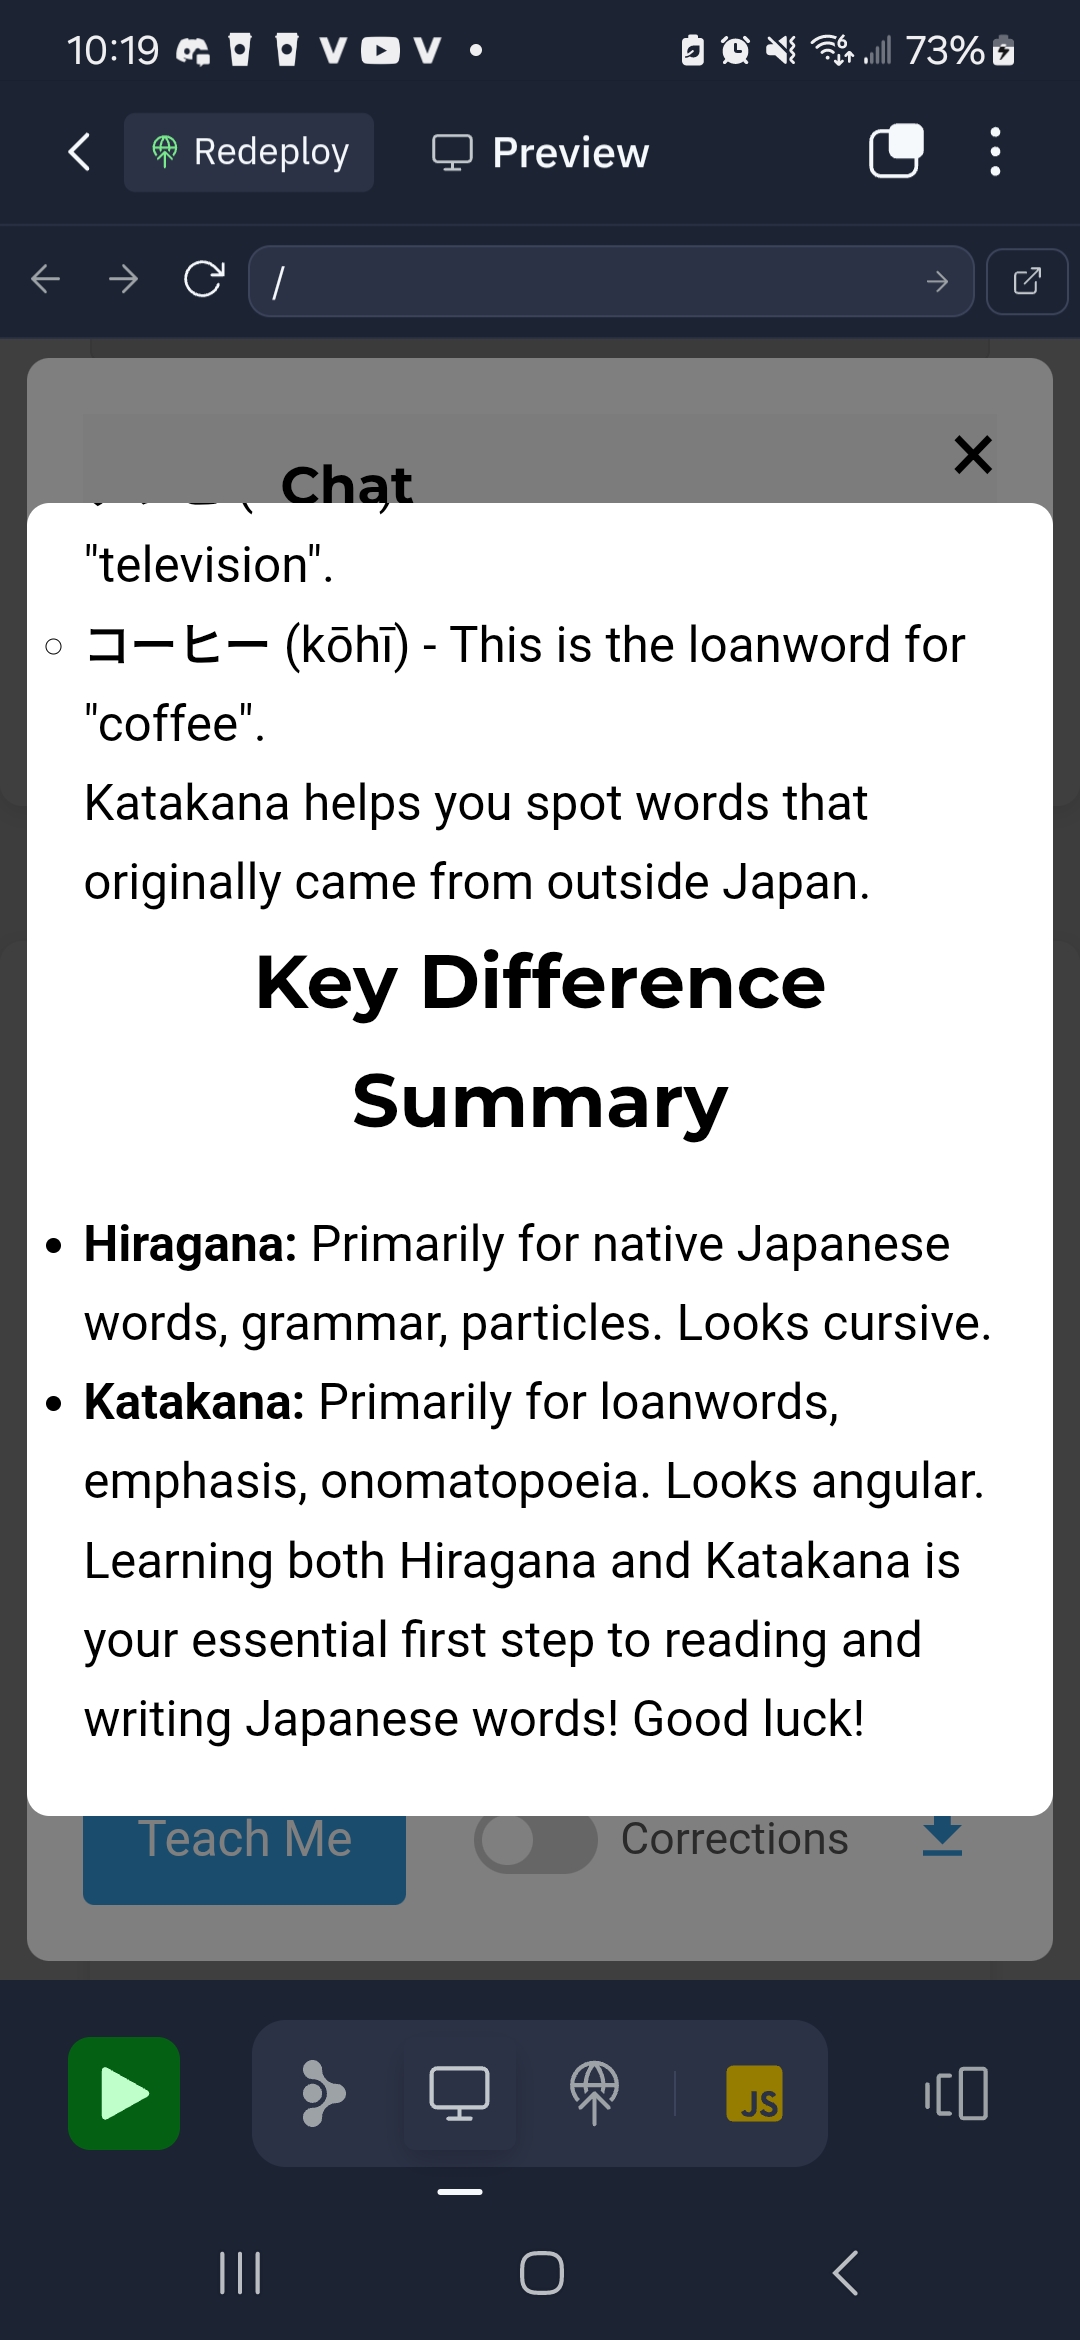 10:19
73%
Redeploy
Preview
/
Chat
"television".
コーヒー (kōhī) - This is the loanword for
"coffee".
Katakana helps you spot words that
originally came from outside Japan.
Key Difference
Summary
Hiragana: Primarily for native Japanese
words, grammar, particles. Looks cursive.
Katakana: Primarily for loanwords,
emphasis, onomatopoeia. Looks angular.
Learning both Hiragana and Katakana is
your essential first step to reading and
writing Japanese words! Good luck!
Teach Me
Corrections
JS